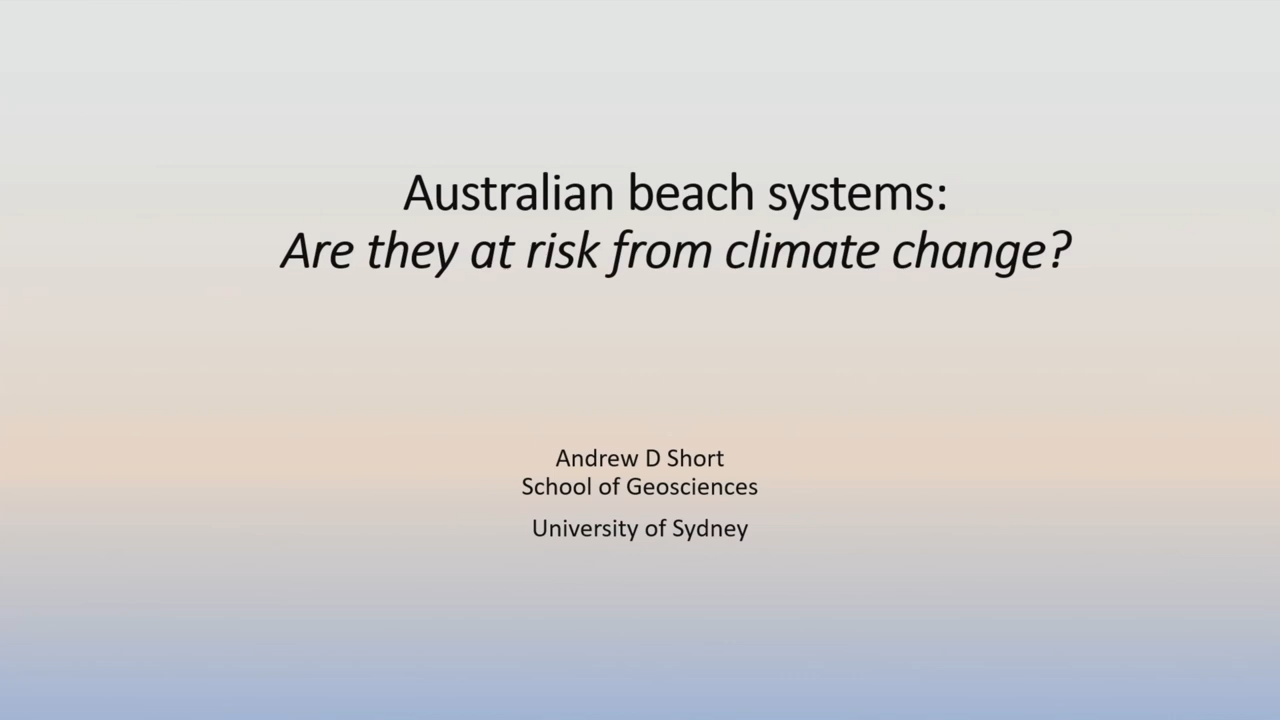 Australian beach systems:
Are they at risk from climate change?
Andrew D Short
School of Geosciences
University of Sydney